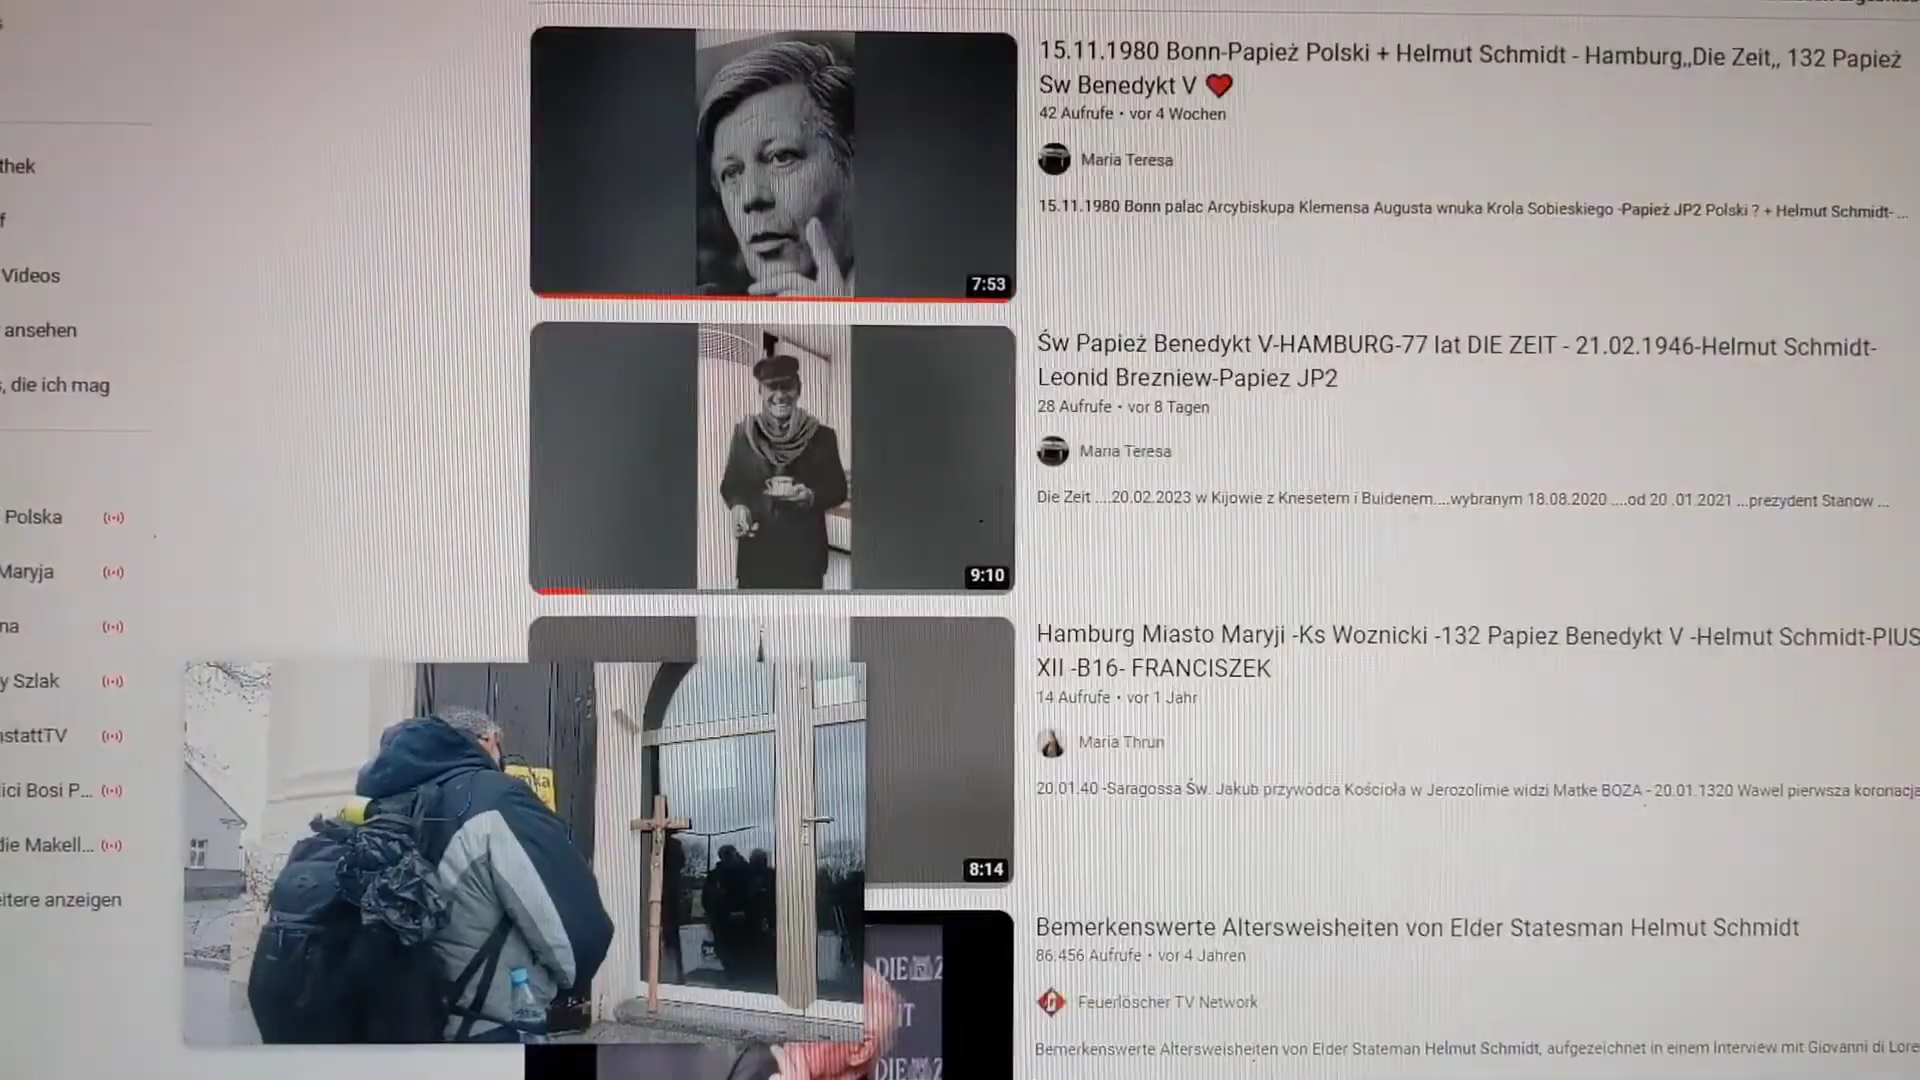 thek
f
Videos
ansehen
, die ich mag
Polska
Maryja
na
y Szlak
nstattTV
ici Bosi P...
die Makell...
eitere anzeigen
15.11.1980 Bonn-Papież Polski + Helmut Schmidt - Hamburg,,Die Zeit,, 132 Papież
Sw Benedykt V ❤
42 Aufrufe • vor 4 Wochen
Maria Teresa
15.11.1980 Bonn palac Arcybiskupa Klemensa Augusta wnuka Krola Sobieskiego -Papież JP2 Polski ? + Helmut Schmidt- ...
7:53
Św Papież Benedykt V-HAMBURG-77 lat DIE ZEIT - 21.02.1946-Helmut Schmidt-
Leonid Brezniew-Papiez JP2
28 Aufrufe • vor 8 Tagen
Maria Teresa
Die Zeit ....20.02.2023 w Kijowie z Knesetem i Buidenem....wybranym 18.08.2020 ....od 20 .01.2021 ...prezydent Stanow ...
9:10
Hamburg Miasto Maryji -Ks Woznicki -132 Papiez Benedykt V -Helmut Schmidt-PIUS
XII -B16- FRANCISZEK
14 Aufrufe • vor 1 Jahr
Maria Thrun
20.01.40 -Saragossa Św. Jakub przywódca Kościoła w Jerozolimie widzi Matke BOZA - 20.01.1320 Wawel pierwsza koronacja
8:14
Bemerkenswerte Altersweisheiten von Elder Statesman Helmut Schmidt
86.456 Aufrufe • vor 4 Jahren
Feuerlöscher TV Network
Bemerkenswerte Altersweisheiten von Elder Stateman Helmut Schmidt, aufgezeichnet in einem Interview mit Giovanni di Lore
DIE Z
IT
DIE Z